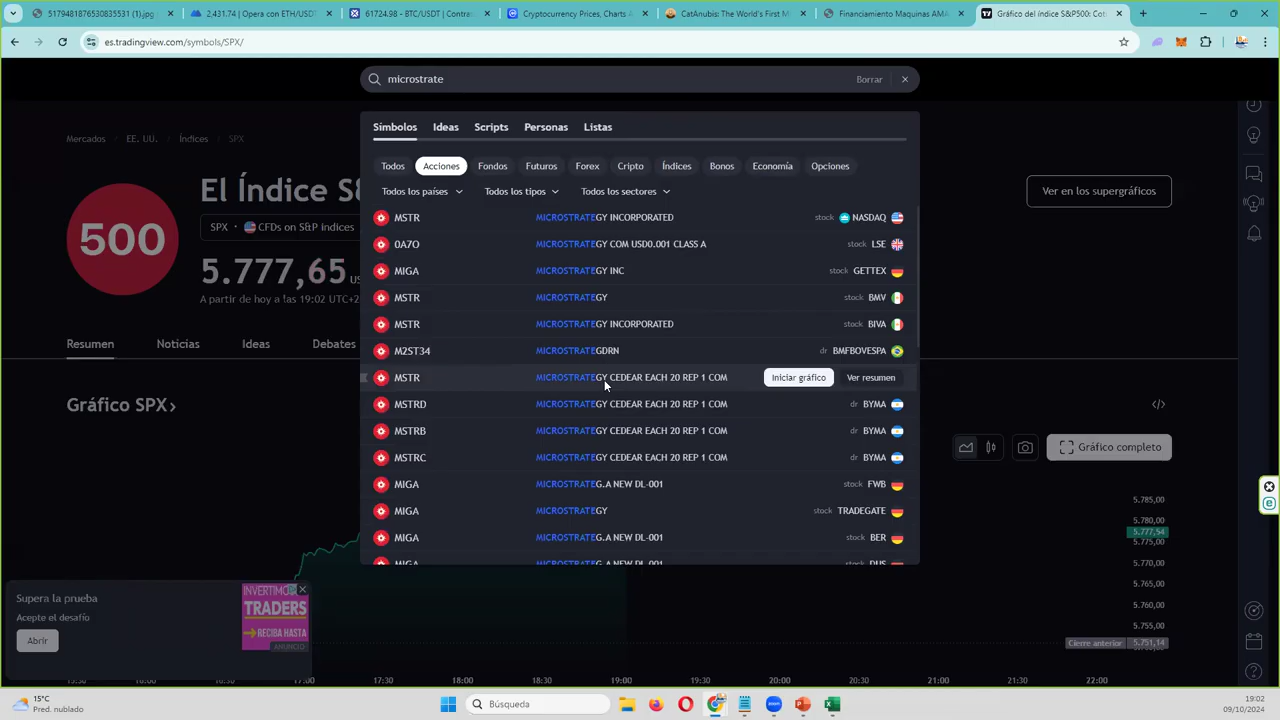 517948187630835531 (1).jpg
2,431.74 | Opera con ETH/USDT
61724.98 – BTC/USDT | Contrat
Cryptocurrency Prices, Charts A
CatAnubis: The World's First M
Financiamiento Maquinas AMA
Gráfico del índice S&P500: Cot
es.tradingview.com/symbols/SPX/
microstrate
Borrar
Mercados
EE. UU.
Índices
SPX
500
El Índice S&
SPX • CFDs on S&P Indices
5.777,65
A partir de hoy a las 19:02 UTC+2
Ver en los supergráficos
Resumen
Noticias
Ideas
Debates
Símbolos
Ideas
Scripts
Personas
Listas
Todos
Acciones
Fondos
Futuros
Forex
Cripto
Índices
Bonos
Economía
Opciones
Todos los países
Todos los tipos
Todos los sectores
MSTR MICROSTRATEGY INCORPORATED stock NASDAQ
0A7O MICROSTRATEGY COM USD0.001 CLASS A stock LSE
MIGA MICROSTRATEGY INC stock GETTEX
MSTR MICROSTRATEGY stock BMV
MSTR MICROSTRATEGY INCORPORATED stock BIVA
M2ST34 MICROSTRATEGDRN dr BMFBOVESPA
MSTR MICROSTRATEGY CEDEAR EACH 20 REP 1 COM Iniciar gráfico Ver resumen
MSTRD MICROSTRATEGY CEDEAR EACH 20 REP 1 COM dr BYMA
MSTRB MICROSTRATEGY CEDEAR EACH 20 REP 1 COM dr BYMA
MSTRC MICROSTRATEGY CEDEAR EACH 20 REP 1 COM dr BYMA
MIGA MICROSTRATEG.A NEW DL-001 stock FWB
MIGA MICROSTRATEGY stock TRADEGATE
MIGA MICROSTRATEG.A NEW DL-001 stock BER
MIGA MICROSTRATEG.A NEW DL-001 stock DUS
Gráfico SPX
Gráfico completo
5.785,00
5.780,00
5.777,54
5.775,00
5.770,00
5.765,00
5.760,00
5.755,00
Cierre anterior 5.751,14
Supera la prueba
Acepte el desafío
Abrir
INVERTIMOS
TRADERS
RECIBA HASTA
ANUNCIO
17:30
18:00
18:30
19:00
19:30
20:00
20:30
21:00
21:30
22:00
15°C
Pred. nublado
Búsqueda
19:02
09/10/2024